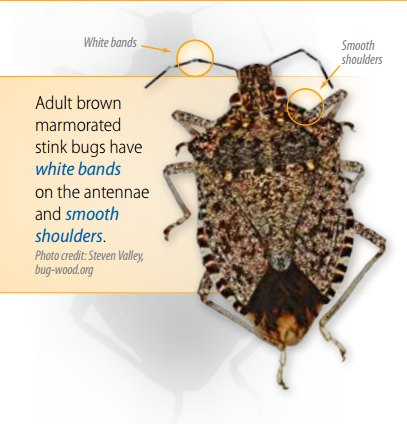 White bands
Smooth
shoulders
Adult brown
marmorated
stink bugs have
white bands
on the antennae
and smooth
shoulders.
Photo credit: Steven Valley,
bug-wood.org